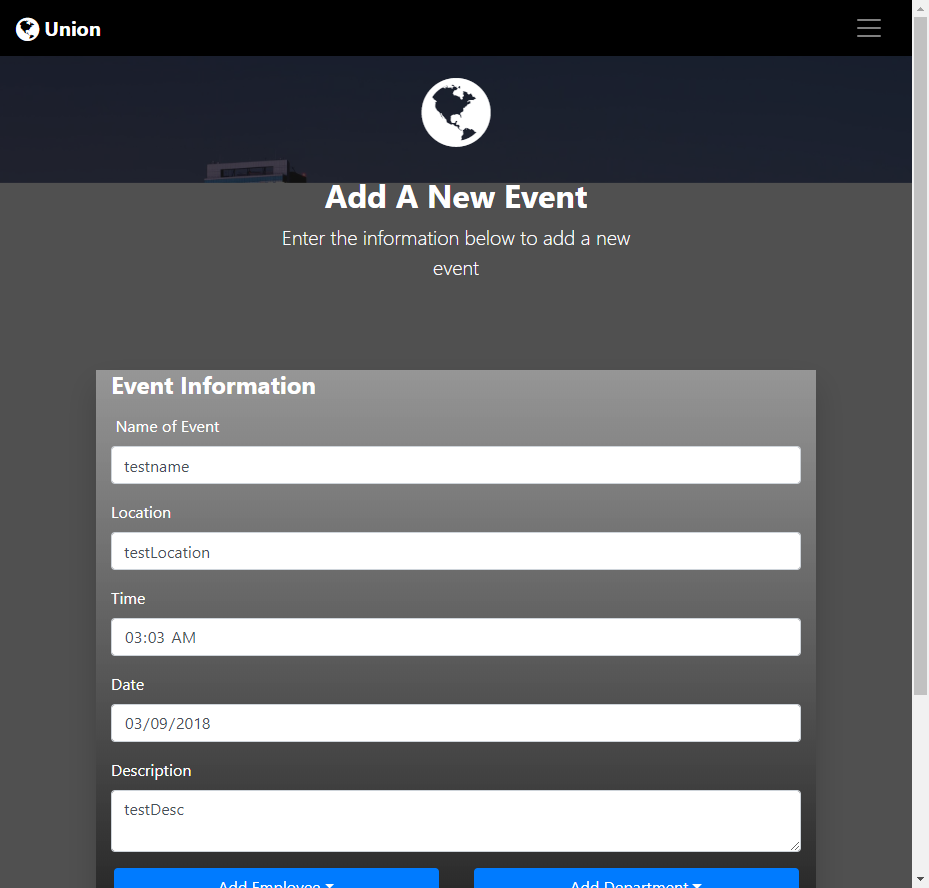 Union
Add A New Event
Enter the information below to add a new
event
Event Information
Name of Event
testname
Location
testLocation
Time
03:03 AM
Date
03/09/2018
Description
testDesc
Add Employee
Add Department